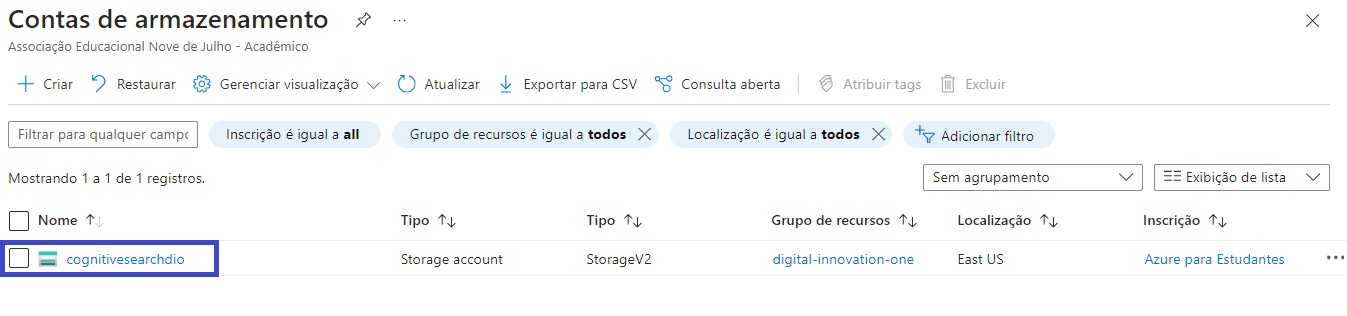 Contas de armazenamento
Associação Educacional Nove de Julho - Acadêmico
Criar Restaurar Gerenciar visualização Atualizar Exportar para CSV Consulta aberta Atribuir tags Excluir
Filtrar para qualquer campo Inscrição é igual a all Grupo de recursos é igual a todos Localização é igual a todos Adicionar filtro
Mostrando 1 a 1 de 1 registros. Sem agrupamento Exibição de lista
Nome Tipo Tipo Grupo de recursos Localização Inscrição
cognitivesearchdio Storage account StorageV2 digital-innovation-one East US Azure para Estudantes